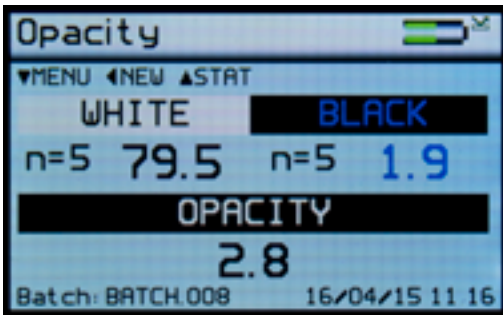 Opacity
▼MENU ◀NEW ▲STAT
WHITE BLACK
n=5 79.5 n=5 1.9
OPACITY
2.8
Batch: BATCH.008 16/04/15 11:16